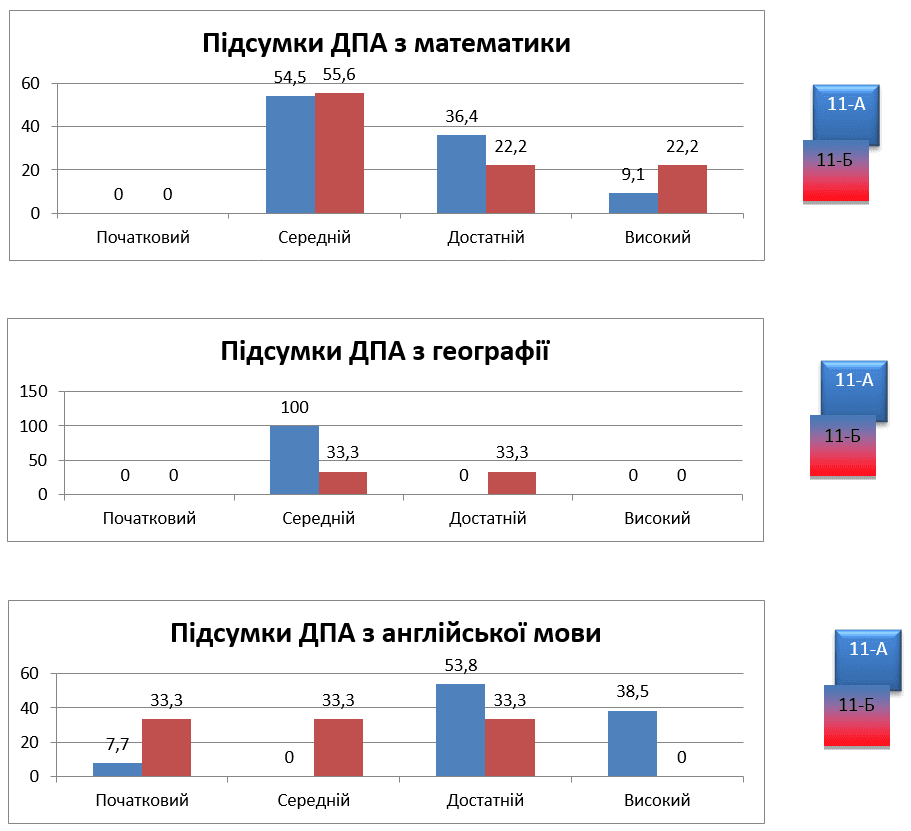 Підсумки ДПА з математики
60
40
20
0
54,5
55,6
36,4
22,2
9,1
22,2
0
0
Початковий
Середній
Достатній
Високий
11-А
11-Б
Підсумки ДПА з географії
150
100
50
0
100
33,3
33,3
0
0
0
0
0
Початковий
Середній
Достатній
Високий
11-А
11-Б
Підсумки ДПА з англійської мови
60
40
20
0
7,7
33,3
0
33,3
53,8
33,3
38,5
0
Початковий
Середній
Достатній
Високий
11-А
11-Б